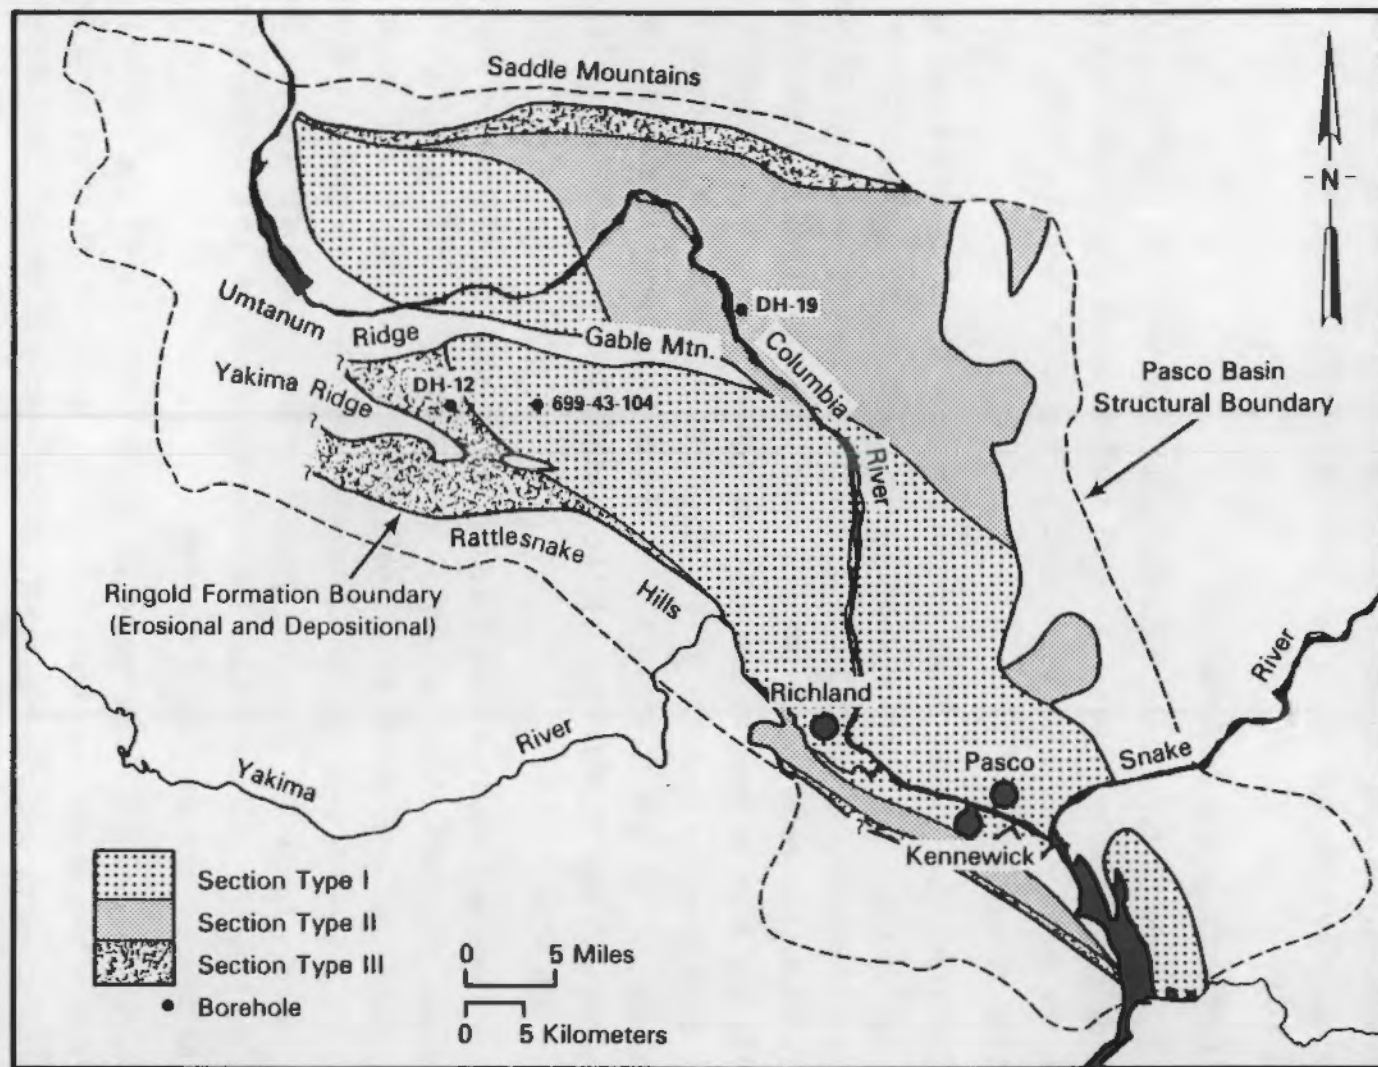 Saddle Mountains
N
Umtanum
Ridge
Gable Mtn.
DH-19
Columbia
River
Yakima Ridge
DH-12
699-43-104
?
?
?
Pasco Basin
Structural Boundary
Rattlesnake
Hills
Ringold Formation Boundary
(Erosional and Depositional)
Richland
River
Snake
Pasco
Kennewick
?
River
Yakima
Section Type I
Section Type II
Section Type III
Borehole
0 5 Miles
0 5 Kilometers